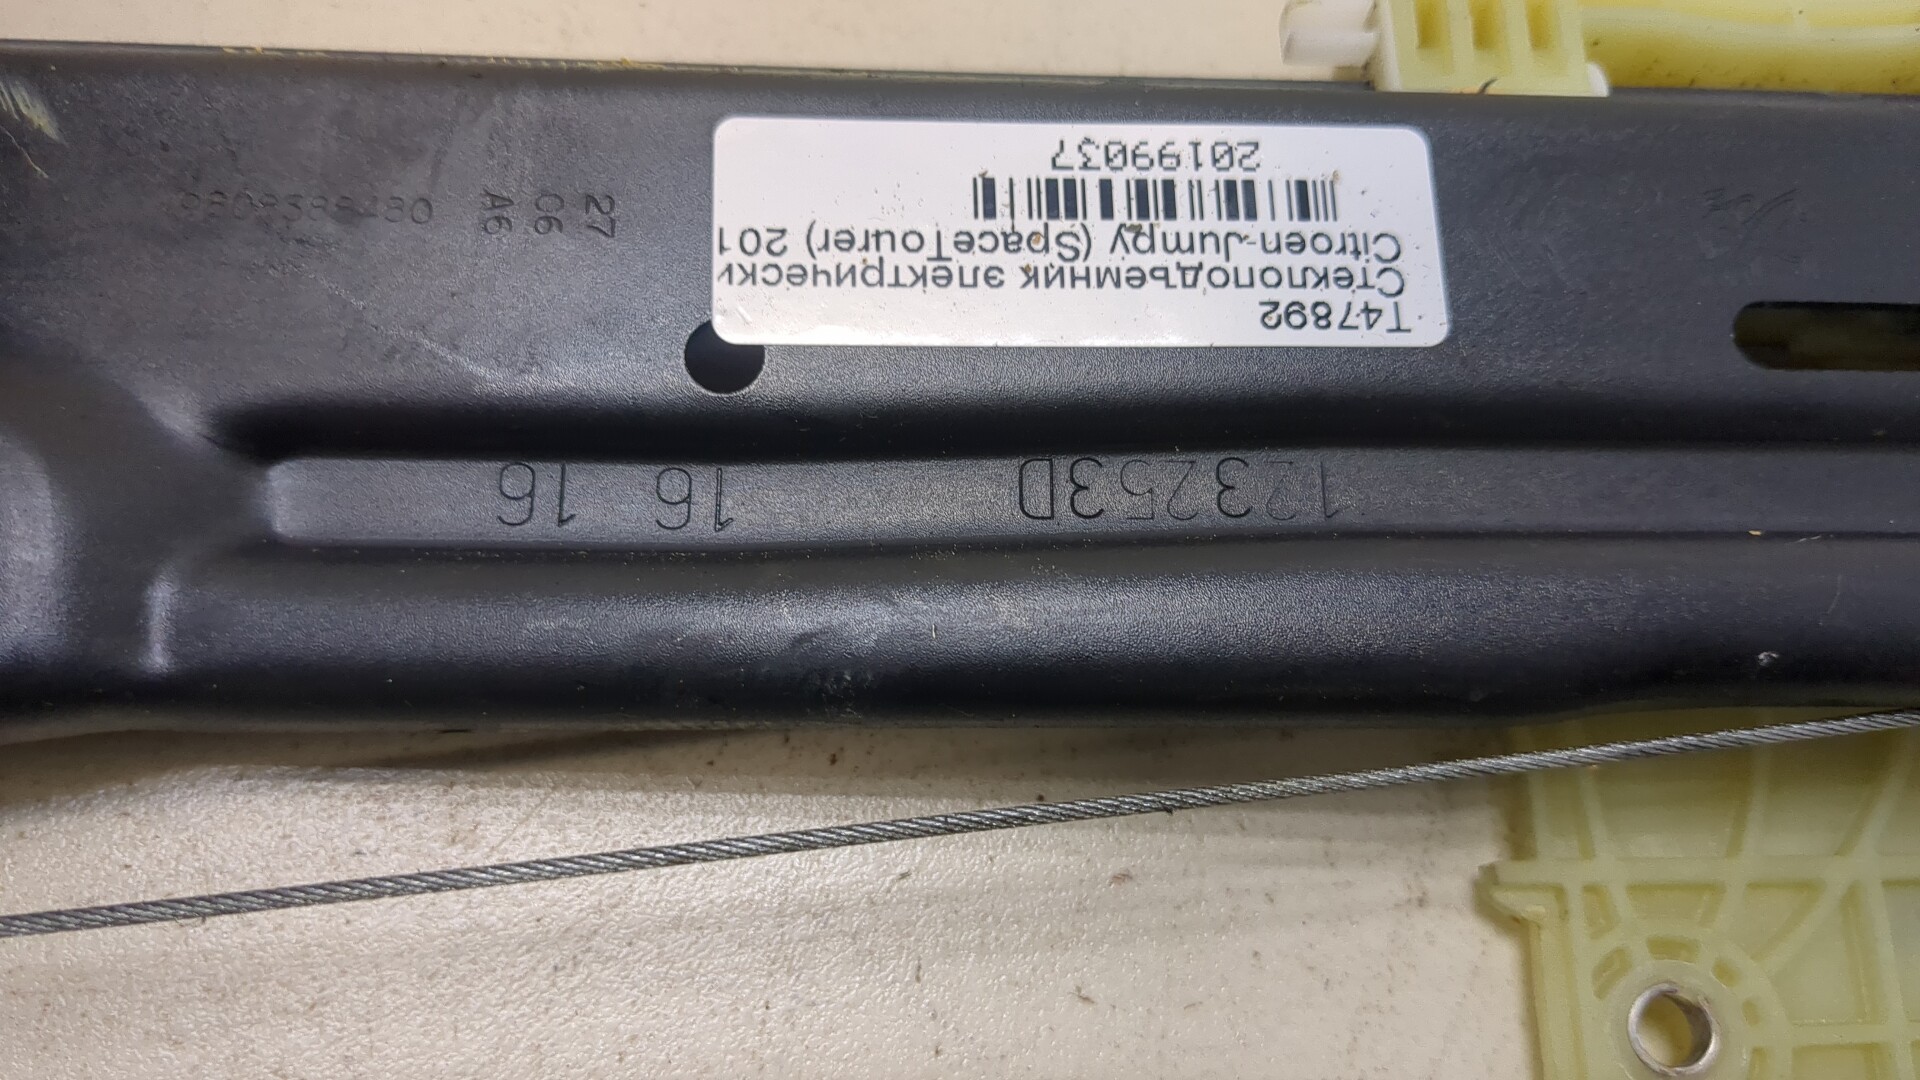 123253D 16 16
T47892
Стеклоподъемник электрически
Citroen-Jumpy (SpaceTourer) 201
20199037
27
C6
A6